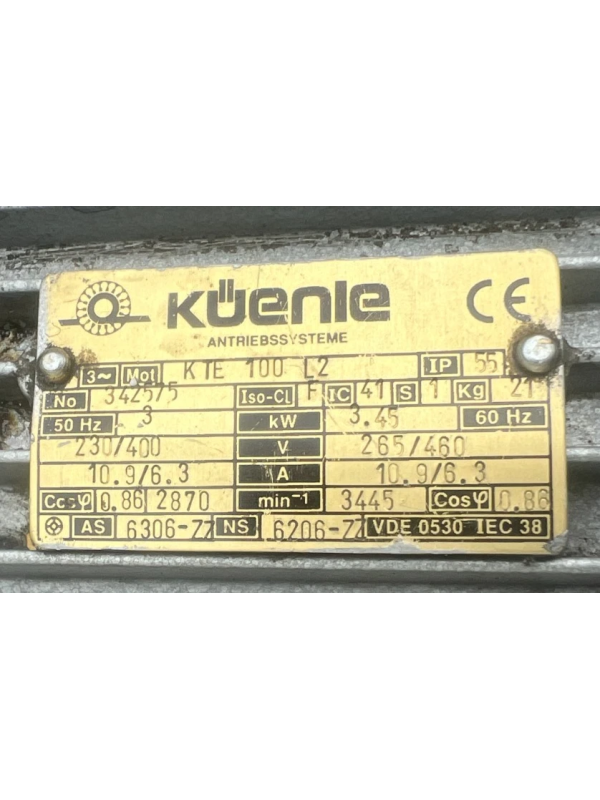 KÜenle CE
ANTRIEBSSYSTEME
3~ Mot KTE 100 L2 IP 55
No 342575 Iso-Cl F IC 41 S 1 Kg 21
50 Hz 3 kW 3.45 60 Hz
230/400 V 265/460
10.9/6.3 A 10.9/6.3
Cosφ 0.86 2870 min⁻¹ 3445 Cosφ 0.86
AS 6306-ZZ NS 6206-ZZ VDE 0530 IEC 38